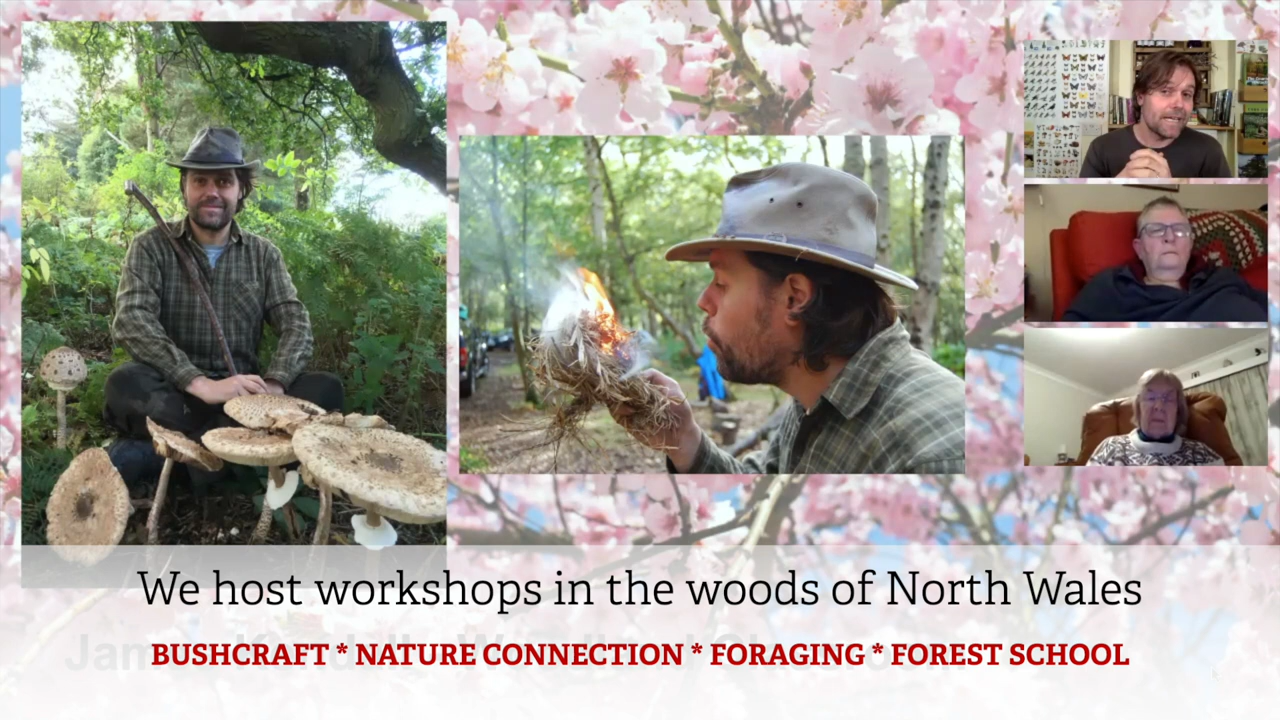 We host workshops in the woods of North Wales
BUSHCRAFT * NATURE CONNECTION * FORAGING * FOREST SCHOOL